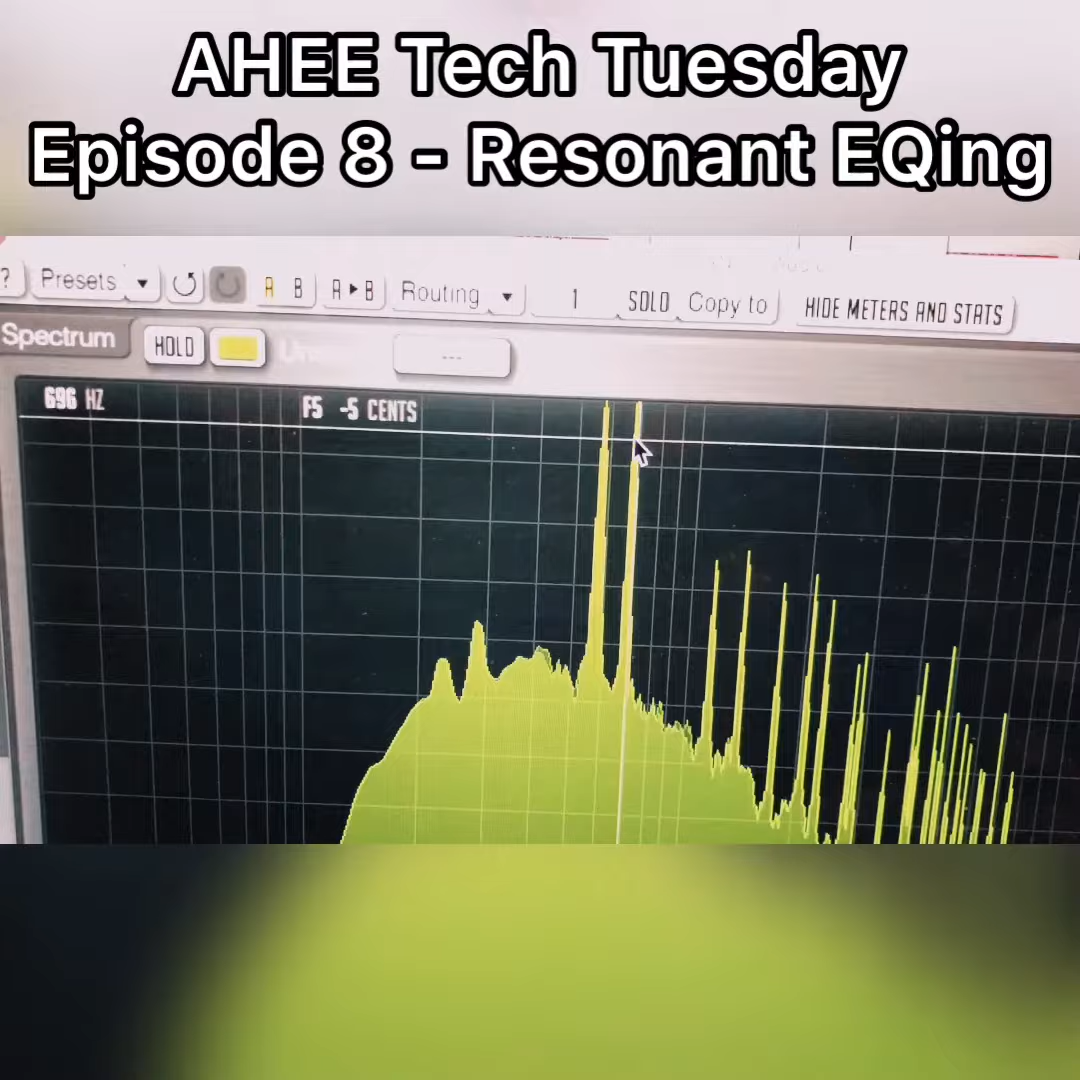 AHEE Tech Tuesday
Episode 8 - Resonant EQing
? Presets A B A▸B Routing 1 SOLO Copy to HIDE METERS AND STATS
Spectrum HOLD ---
696 HZ F5 -5 CENTS